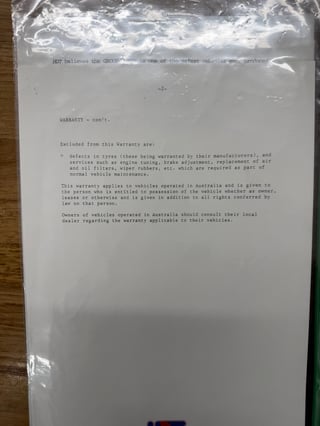 HDT believes the
-2-
WARRANTY - con't.
Excluded from this Warranty are:
* Defects in tyres (these being warranted by their manufacturers), and
services such as engine tuning, brake adjustment, replacement of air
and oil filters, wiper rubbers, etc. which are required as part of
normal vehicle maintenance.
This warranty applies to vehicles operated in Australia and is given to
the person who is entitled to possession of the vehicle whether as owner,
lessee or otherwise and is given in addition to all rights conferred by
law on that person.
Owners of vehicles operated in Australia should consult their local
dealer regarding the warranty applicable to their vehicles.